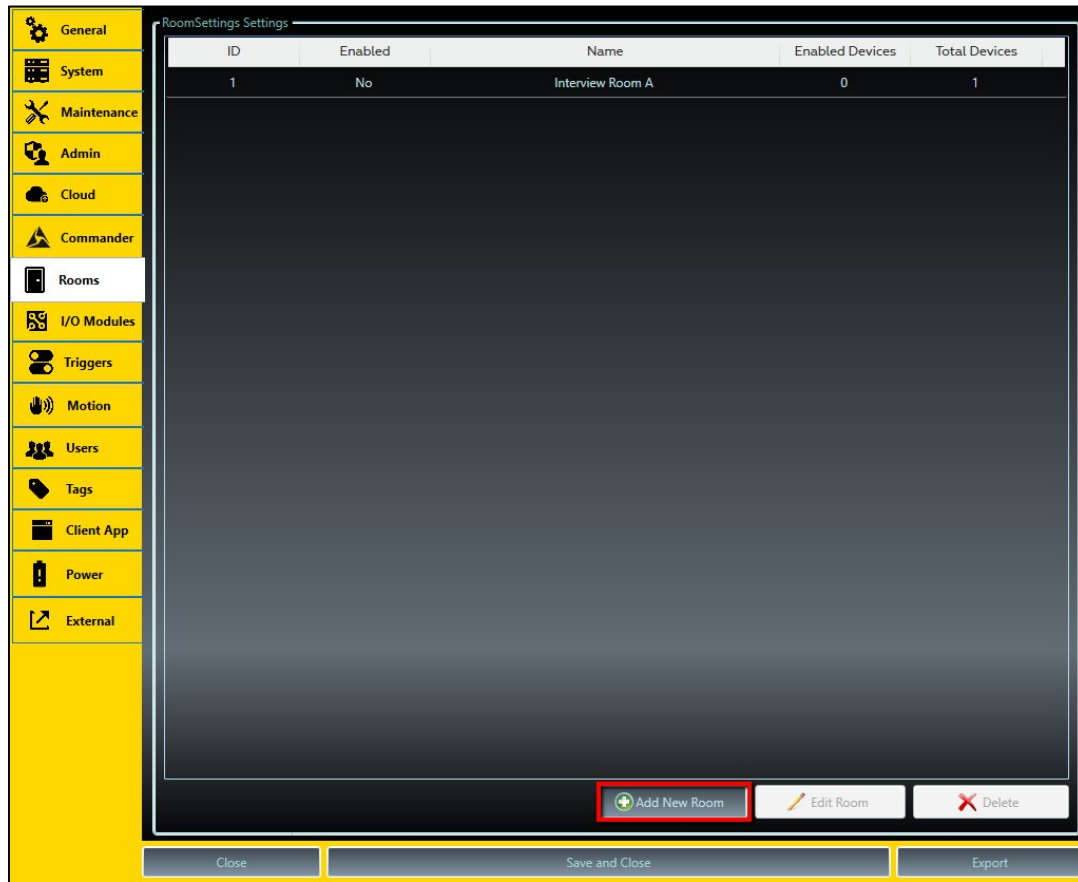 General
System
Maintenance
Admin
Cloud
Commander
Rooms
I/O Modules
Triggers
Motion
Users
Tags
Client App
Power
External
RoomSettings Settings
ID Enabled Name Enabled Devices Total Devices
1 No Interview Room A 0 1
Add New Room Edit Room Delete
Close Save and Close Export